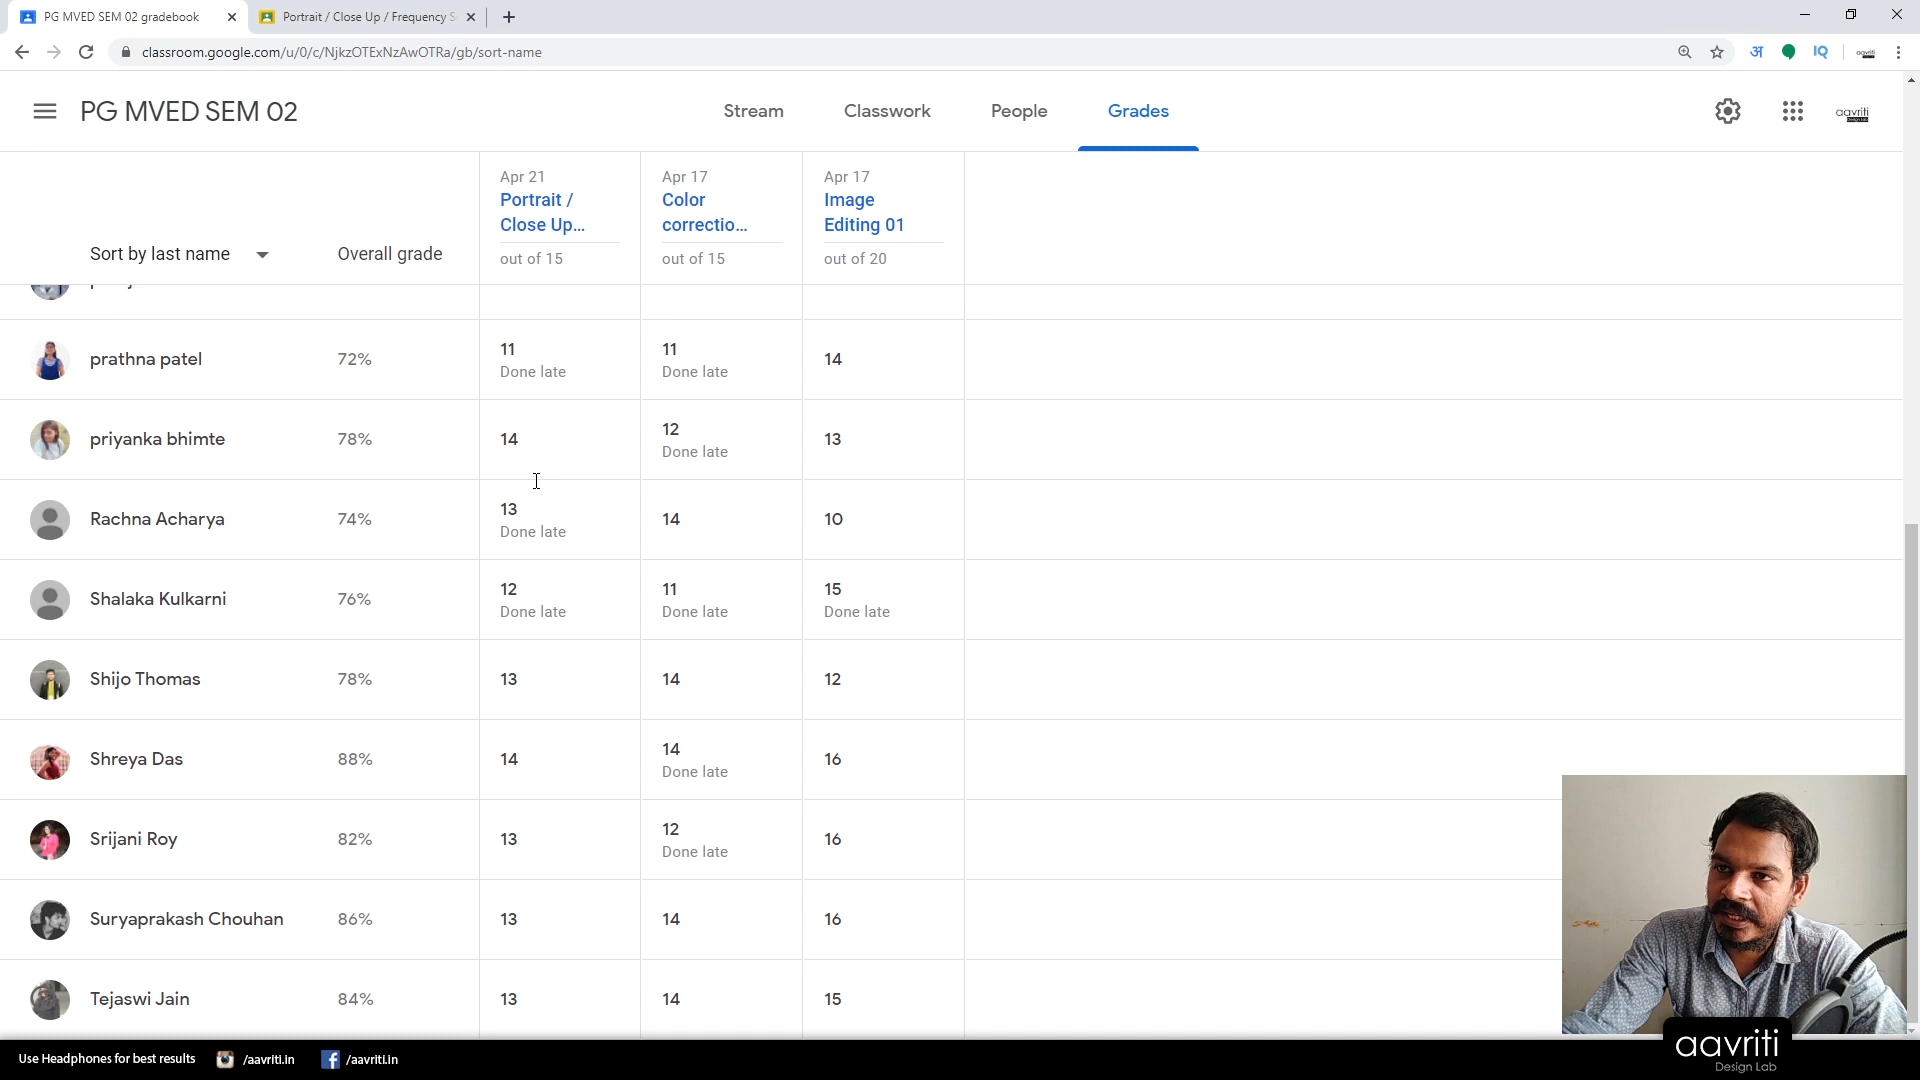 PG MVED SEM 02 gradebook
Portrait / Close Up / Frequency S
classroom.google.com/u/0/c/NjkzOTExNzAwOTRa/gb/sort-name
अ
IQ
aavriti
PG MVED SEM 02
Stream
Classwork
People
Grades
aavriti
Design Lab
Sort by last name
Overall grade
Apr 21
Portrait /
Close Up...
out of 15
Apr 17
Color
correctio...
out of 15
Apr 17
Image
Editing 01
out of 20
prathna patel 72% 11 Done late 11 Done late 14
priyanka bhimte 78% 14 12 Done late 13
Rachna Acharya 74% 13 Done late 14 10
Shalaka Kulkarni 76% 12 Done late 11 Done late 15 Done late
Shijo Thomas 78% 13 14 12
Shreya Das 88% 14 14 Done late 16
Srijani Roy 82% 13 12 Done late 16
Suryaprakash Chouhan 86% 13 14 16
Tejaswi Jain 84% 13 14 15
Use Headphones for best results /aavriti.in /aavriti.in
aavriti
Design Lab